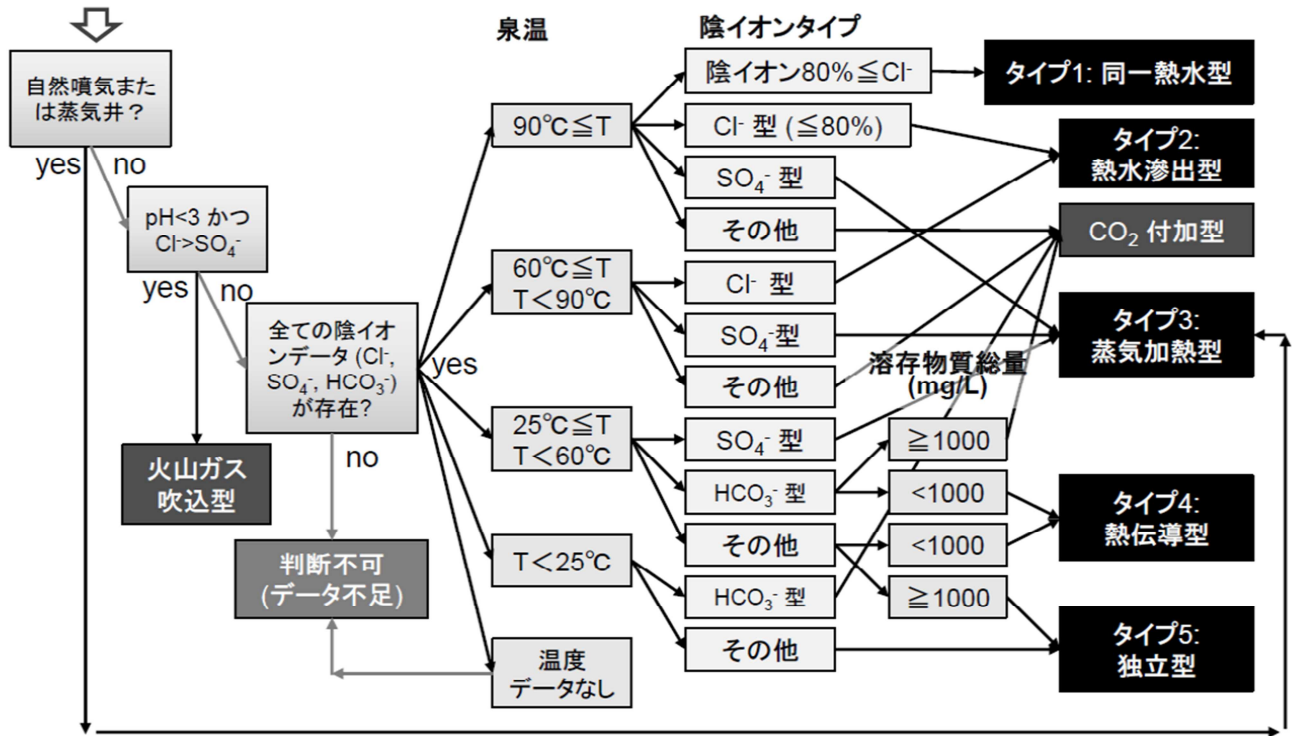 自然噴気また
は蒸気井？
yes
no
pH<3 かつ
Cl⁻>SO₄⁻
yes
no
全ての陰イオ
ンデータ (Cl⁻,
SO₄⁻, HCO₃⁻)
が存在?
yes
no
火山ガス
吹込型
判断不可
(データ不足)
泉温
90℃≦T
60℃≦T
T<90℃
25℃≦T
T<60℃
T<25℃
温度
データなし
陰イオンタイプ
陰イオン80%≦Cl⁻
Cl⁻ 型 (≦80%)
SO₄⁻ 型
その他
Cl⁻ 型
SO₄⁻型
その他
SO₄⁻ 型
HCO₃⁻ 型
その他
HCO₃⁻ 型
その他
溶存物質総量
(mg/L)
≧1000
<1000
<1000
≧1000
タイプ1: 同一熱水型
タイプ2:
熱水滲出型
CO₂ 付加型
タイプ3:
蒸気加熱型
タイプ4:
熱伝導型
タイプ5:
独立型